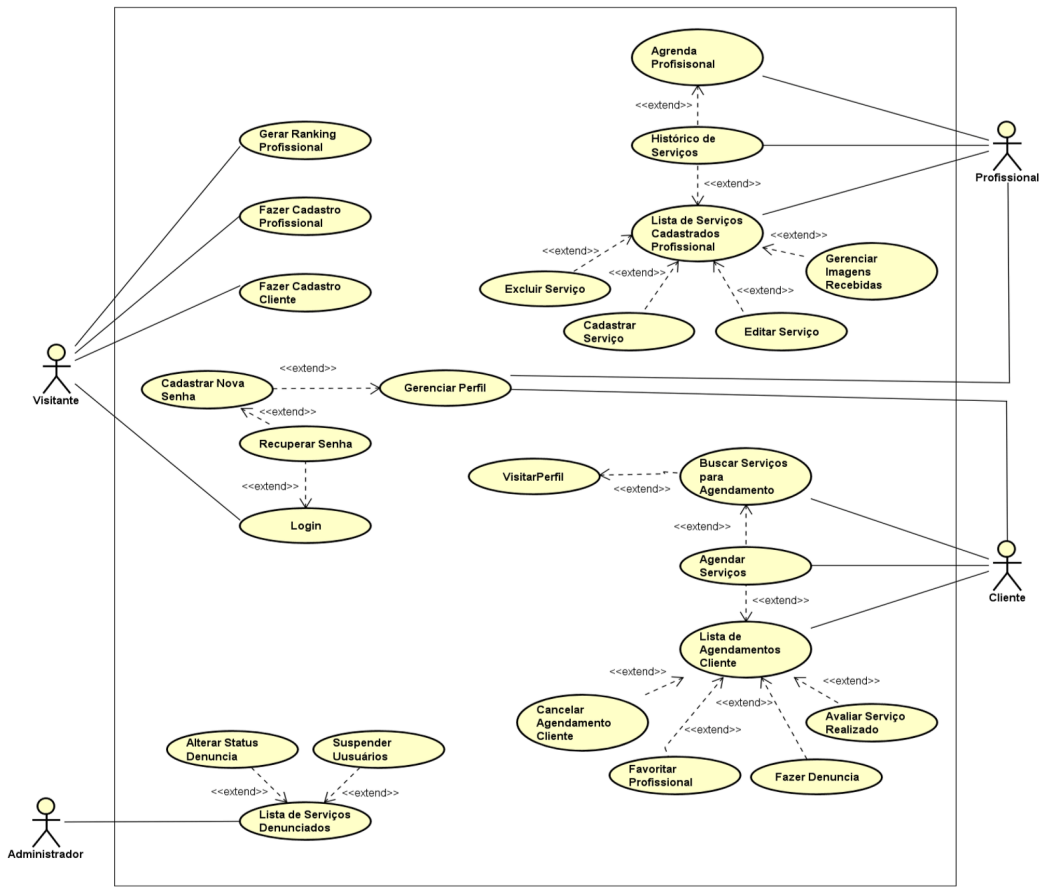 Agrenda
Profisisonal
<<extend>>
Histórico de
Serviços
<<extend>>
Lista de Serviços
Cadastrados
Profissional
<<extend>>
<<extend>>
<<extend>>
Gerenciar
Imagens
Recebidas
Excluir Serviço
<<extend>>
Cadastrar
Serviço
Editar Serviço
Profissional
Gerar Ranking
Profissional
Fazer Cadastro
Profissional
Fazer Cadastro
Cliente
Visitante
<<extend>>
Cadastrar Nova
Senha
Gerenciar Perfil
<<extend>>
Recuperar Senha
<<extend>>
Login
VisitarPerfil
<<extend>>
Buscar Serviços
para
Agendamento
<<extend>>
Agendar
Serviços
<<extend>>
Cliente
Lista de
Agendamentos
Cliente
<<extend>>
<<extend>>
<<extend>>
Cancelar
Agendamento
Cliente
<<extend>>
Avaliar Serviço
Realizado
Favoritar
Profissional
Fazer Denuncia
Alterar Status
Denuncia
Suspender
Uusuários
<<extend>>
<<extend>>
Lista de Serviços
Denunciados
Administrador